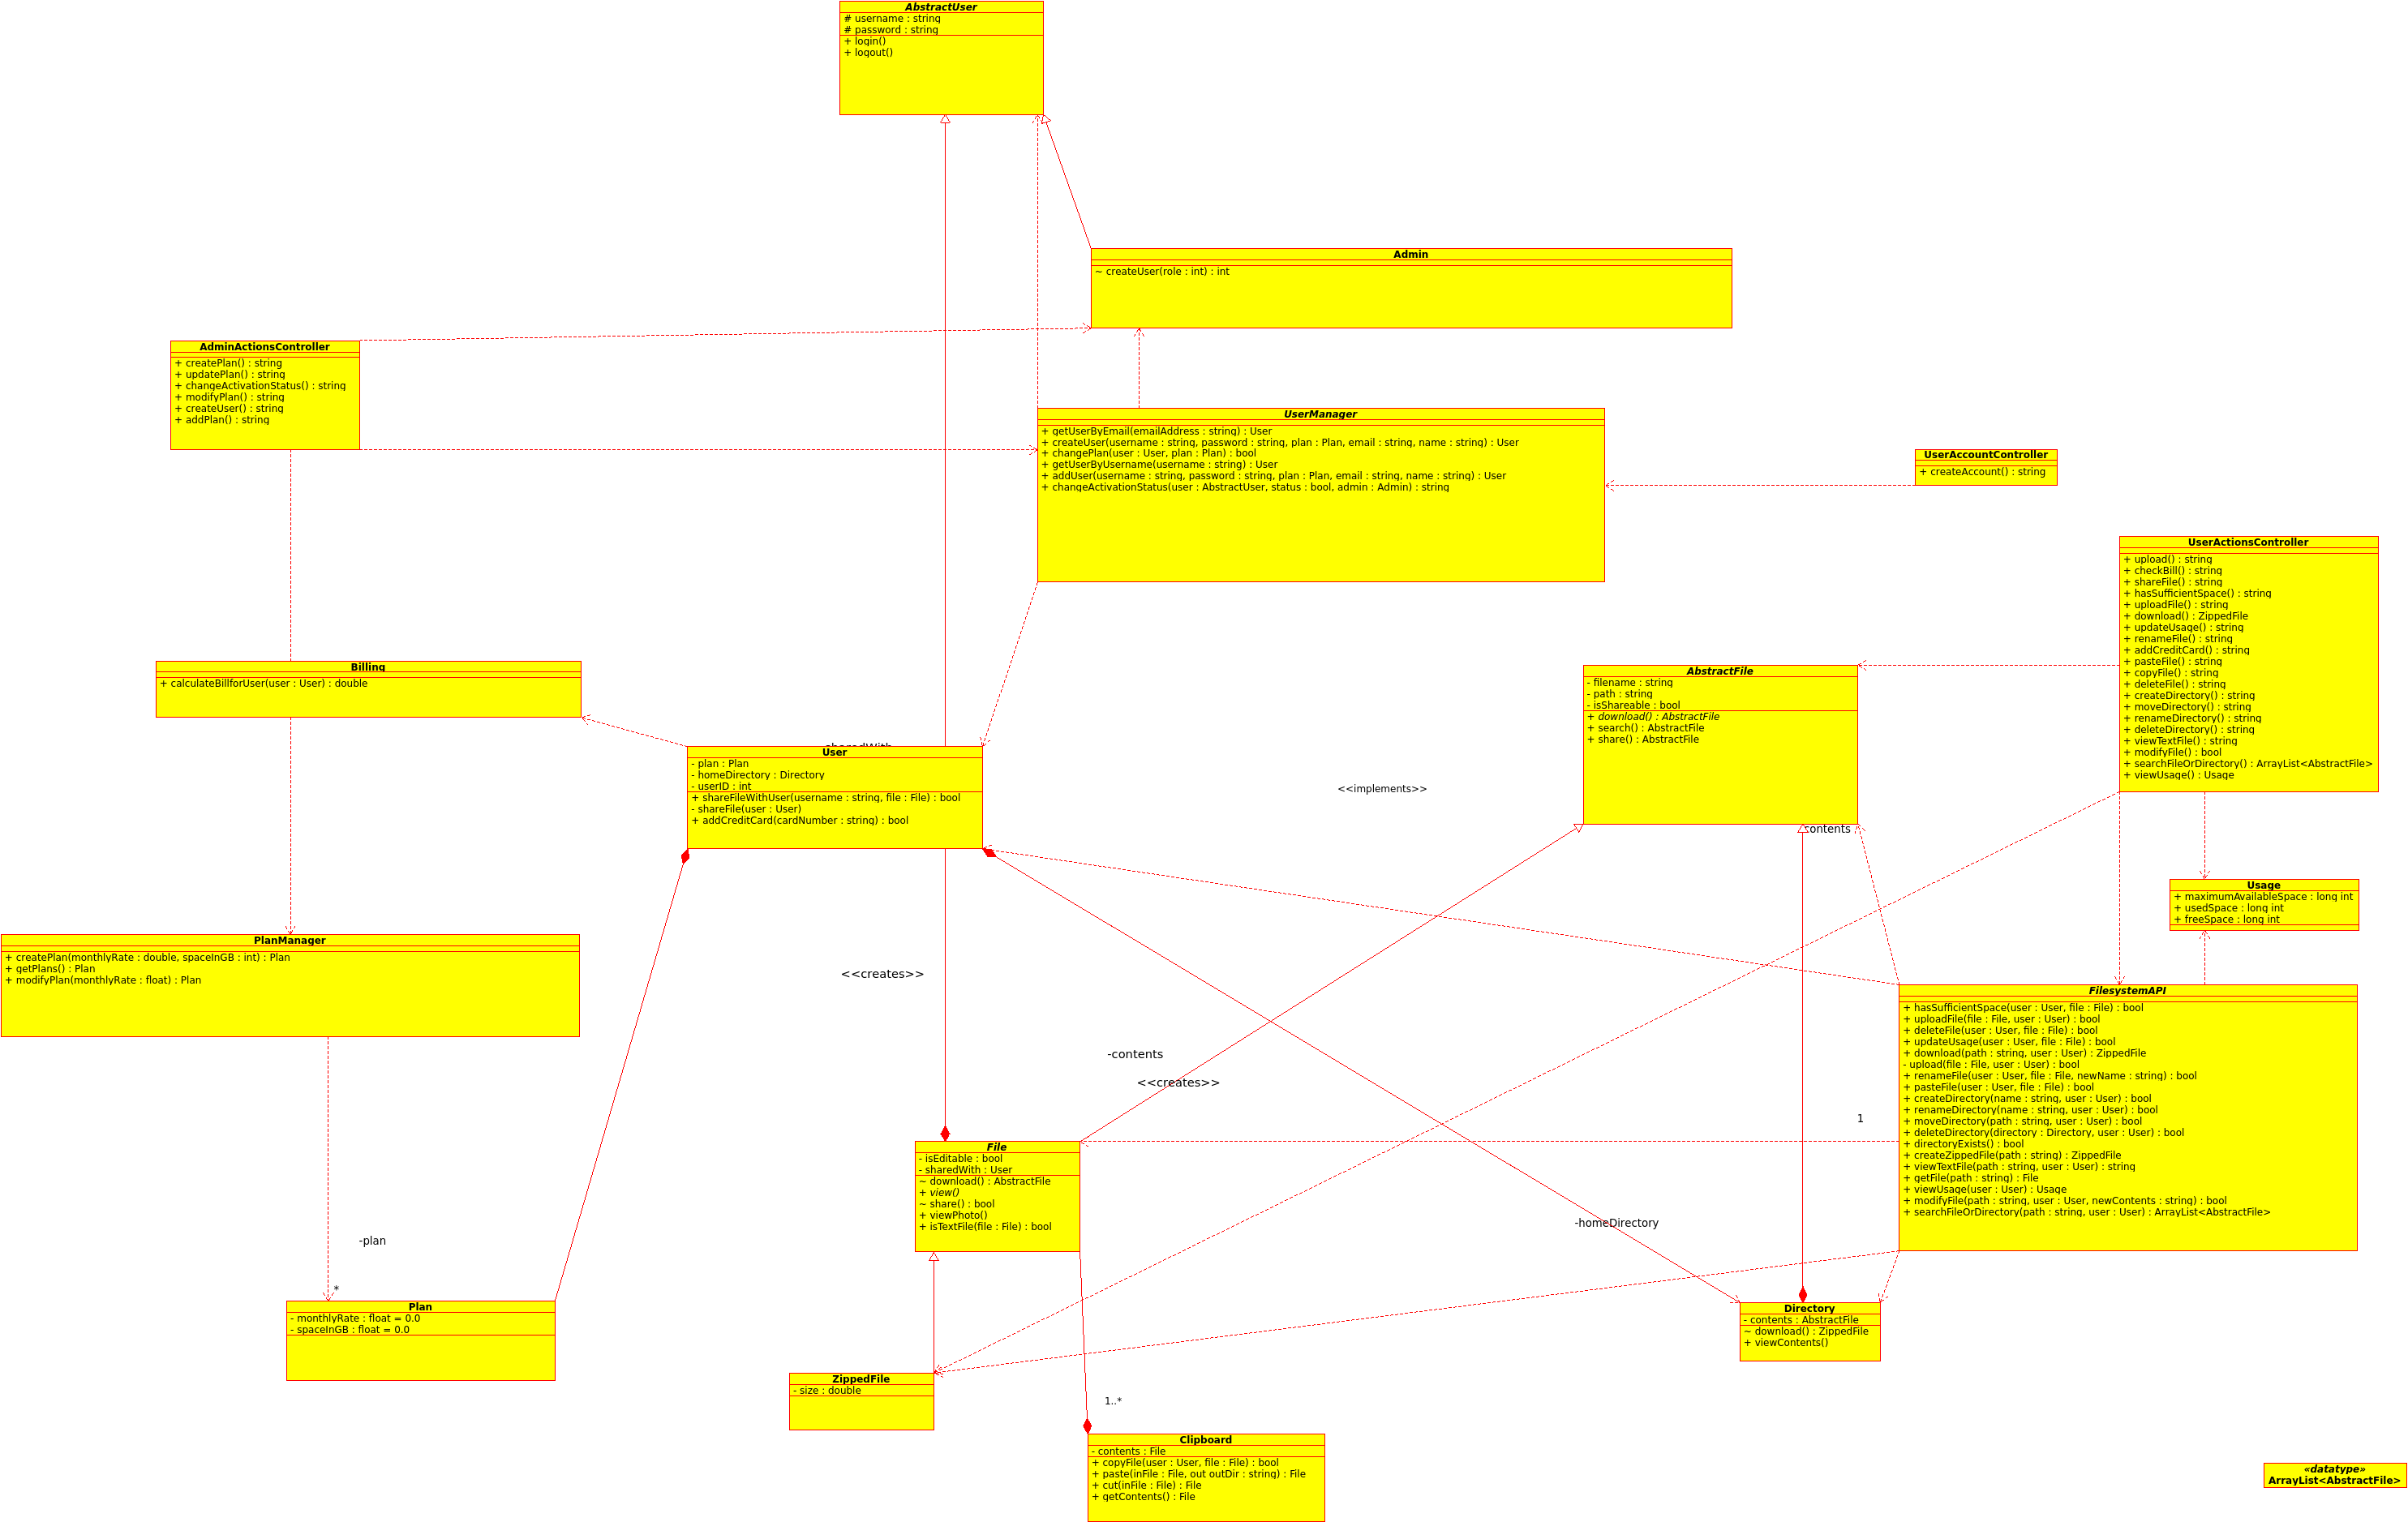 AbstractUser
# username : string
# password : string
+ login()
+ logout()
Admin
~ createUser(role : int) : int
AdminActionsController
+ createPlan() : string
+ updatePlan() : string
+ changeActivationStatus() : string
+ modifyPlan() : string
+ createUser() : string
+ addPlan() : string
UserManager
+ getUserByEmail(emailAddress : string) : User
+ createUser(username : string, password : string, plan : Plan, email : string, name : string) : User
+ changePlan(user : User, plan : Plan) : bool
+ getUserByUsername(username : string) : User
+ addUser(username : string, password : string, plan : Plan, email : string, name : string) : User
+ changeActivationStatus(user : AbstractUser, status : bool, admin : Admin) : string
UserAccountController
+ createAccount() : string
UserActionsController
+ upload() : string
+ checkBill() : string
+ shareFile() : string
+ hasSufficientSpace() : string
+ uploadFile() : string
+ download() : ZippedFile
+ updateUsage() : string
+ renameFile() : string
+ addCreditCard() : string
+ pasteFile() : string
+ copyFile() : string
+ deleteFile() : string
+ createDirectory() : string
+ moveDirectory() : string
+ renameDirectory() : string
+ deleteDirectory() : string
+ viewTextFile() : string
+ modifyFile() : bool
+ searchFileOrDirectory() : ArrayList<AbstractFile>
+ viewUsage() : Usage
Billing
+ calculateBillforUser(user : User) : double
AbstractFile
- filename : string
- path : string
- isShareable : bool
+ download() : AbstractFile
+ search() : AbstractFile
+ share() : AbstractFile
sharedWith
User
- plan : Plan
- homeDirectory : Directory
- userID : int
+ shareFileWithUser(username : string, file : File) : bool
- shareFile(user : User)
+ addCreditCard(cardNumber : string) : bool
<<implements>>
contents
Usage
+ maximumAvailableSpace : long int
+ usedSpace : long int
+ freeSpace : long int
PlanManager
+ createPlan(monthlyRate : double, spaceInGB : int) : Plan
+ getPlans() : Plan
+ modifyPlan(monthlyRate : float) : Plan
<<creates>>
FilesystemAPI
+ hasSufficientSpace(user : User, file : File) : bool
+ uploadFile(file : File, user : User) : bool
+ deleteFile(user : User, file : File) : bool
+ updateUsage(user : User, file : File) : bool
+ download(path : string, user : User) : ZippedFile
- upload(file : File, user : User) : bool
+ renameFile(user : User, file : File, newName : string) : bool
+ pasteFile(user : User, file : File) : bool
+ createDirectory(name : string, user : User) : bool
+ renameDirectory(name : string, user : User) : bool
+ moveDirectory(path : string, user : User) : bool
+ deleteDirectory(directory : Directory, user : User) : bool
+ directoryExists() : bool
+ createZippedFile(path : string) : ZippedFile
+ viewTextFile(path : string, user : User) : string
+ getFile(path : string) : File
+ viewUsage(user : User) : Usage
+ modifyFile(path : string, user : User, newContents : string) : bool
+ searchFileOrDirectory(path : string, user : User) : ArrayList<AbstractFile>
-contents
<<creates>>
1
File
- isEditable : bool
- sharedWith : User
~ download() : AbstractFile
+ view()
~ share() : bool
+ viewPhoto()
+ isTextFile(file : File) : bool
-homeDirectory
-plan
*
Plan
- monthlyRate : float = 0.0
- spaceInGB : float = 0.0
Directory
- contents : AbstractFile
~ download() : ZippedFile
+ viewContents()
ZippedFile
- size : double
1..*
Clipboard
- contents : File
+ copyFile(user : User, file : File) : bool
+ paste(inFile : File, out outDir : string) : File
+ cut(inFile : File) : File
+ getContents() : File
«datatype»
ArrayList<AbstractFile>